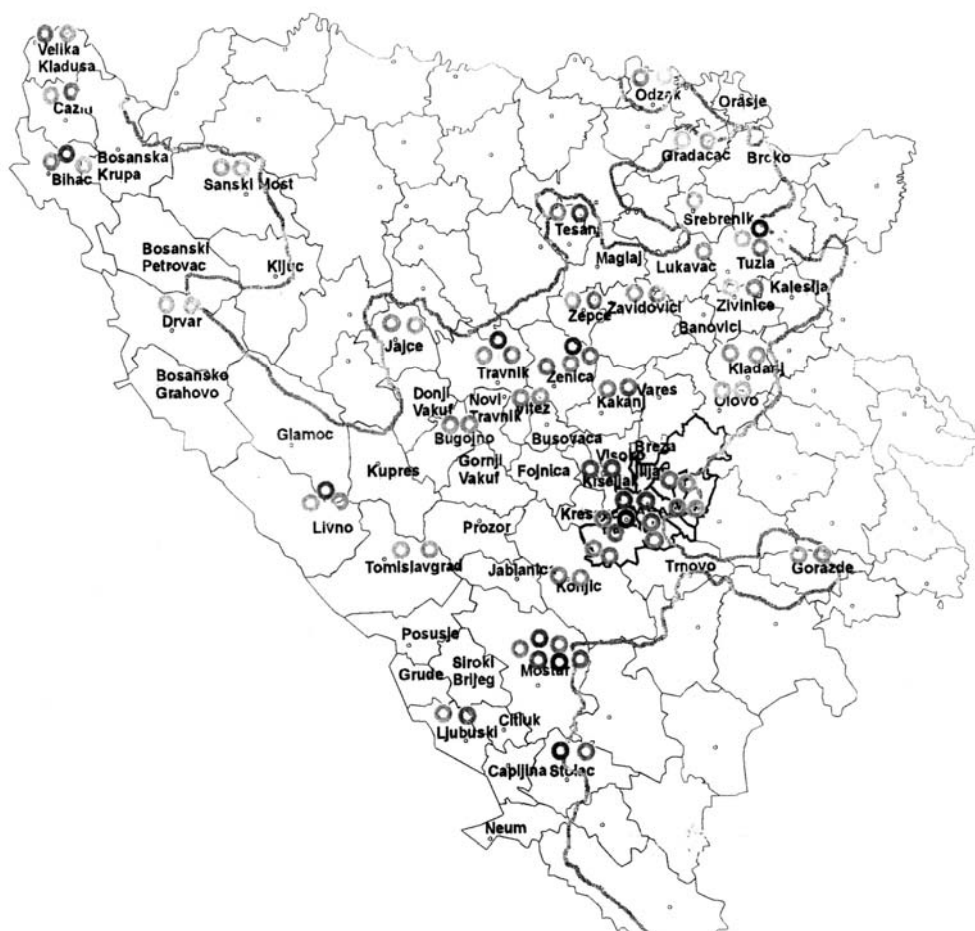 Velika
Kladusa
Odzak
Orasje
Bosanska
Krupa
Bihac
Sanski Most
Gradacac
Brcko
Srebrenik
Tesanj
Maglaj
Lukavac
Tuzla
Bosanski
Petrovac
Kljuc
Kalesija
Zepce
Zavidovici
Zivinice
Banovici
Drvar
Jajce
Travnik
Zenica
Kladanj
Bosansko
Grahovo
Donji
Vakuf
Novi
Travnik
Vitez
Kakanj
Vares
Olovo
Glamoc
Bugojno
Busovaca
Breza
Visoko
Kupres
Gornji
Vakuf
Fojnica
Kiseljak
Livno
Prozor
Kres
Tomislavgrad
Jablanica
Konjic
Trnovo
Gorazde
Posusje
Grude
Siroki
Brijeg
Mostar
Ljubuski
Citluk
Capljina
Stolac
Neum